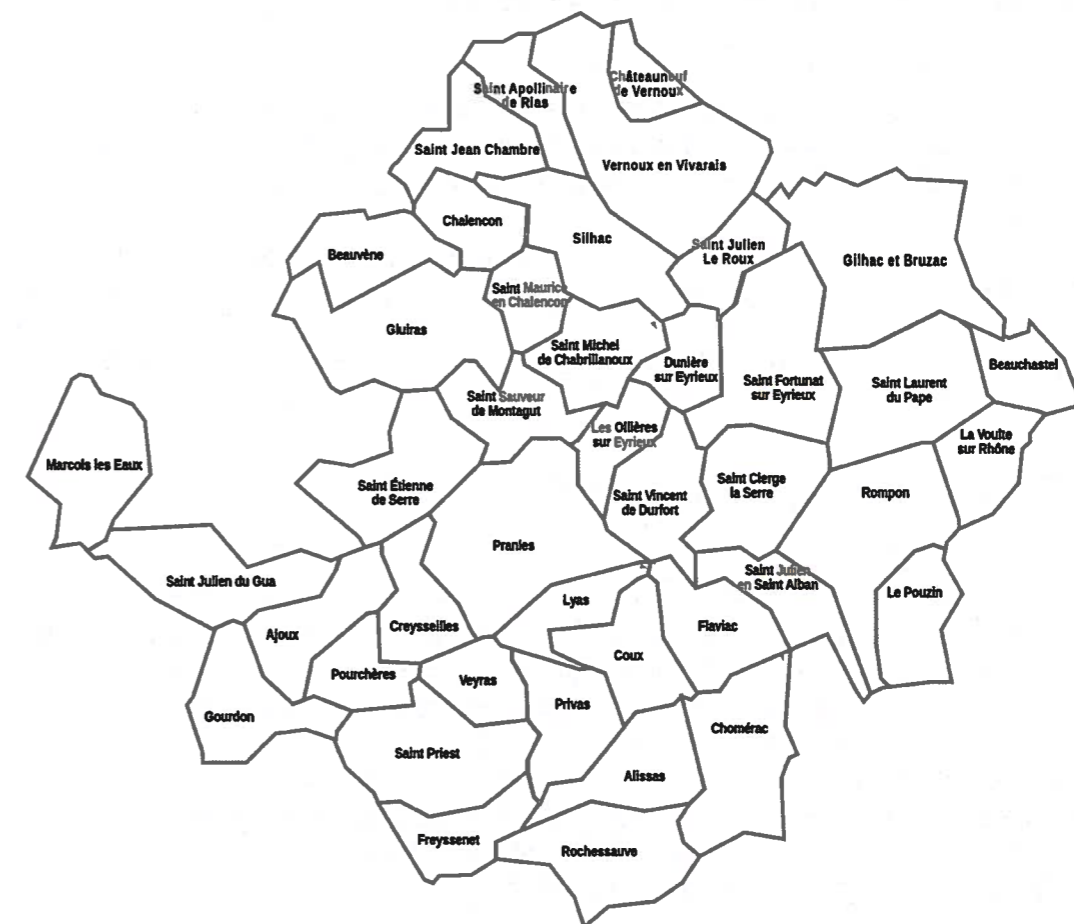 Châteauneuf
de Vernoux
Saint Apollinaire
de Rias
Saint Jean Chambre
Vernoux en Vivarais
Chalencon
Silhac
Saint Julien
Le Roux
Beauvène
Gilhac et Bruzac
Saint Maurice
en Chalencon
Gluiras
Saint Michel
de Chabrillanoux
Dunière
sur Eyrieux
Beauchastel
Saint Fortunat
sur Eyrieux
Saint Laurent
du Pape
Saint Sauveur
de Montagut
Les Ollières
sur Eyrieux
La Voulte
sur Rhône
Marcols les Eaux
Saint Étienne
de Serre
Saint Vincent
de Durfort
Saint Cierge
la Serre
Rompon
Pranles
Saint Julien du Gua
Saint Julien
en Saint Alban
Le Pouzin
Lyas
Ajoux
Creysseilles
Flaviac
Coux
Pourchères
Veyras
Privas
Gourdon
Chomérac
Saint Priest
Alissas
Freyssenet
Rochessauve